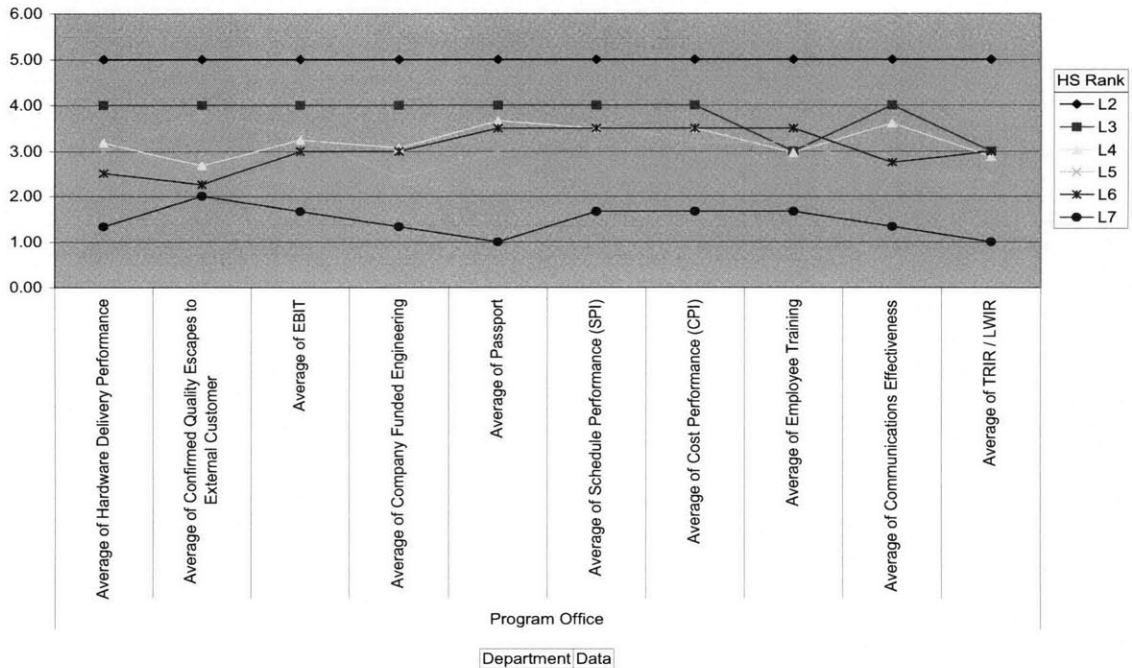 6.00
5.00
4.00
3.00
2.00
1.00
0.00
HS Rank
L2
L3
L4
L5
L6
L7
Average of Hardware Delivery Performance
Average of Confirmed Quality Escapes to
External Customer
Average of EBIT
Average of Company Funded Engineering
Average of Passport
Average of Schedule Performance (SPI)
Average of Cost Performance (CPI)
Average of Employee Training
Average of Communications Effectiveness
Average of TRIR / LWIR
Program Office
Department Data